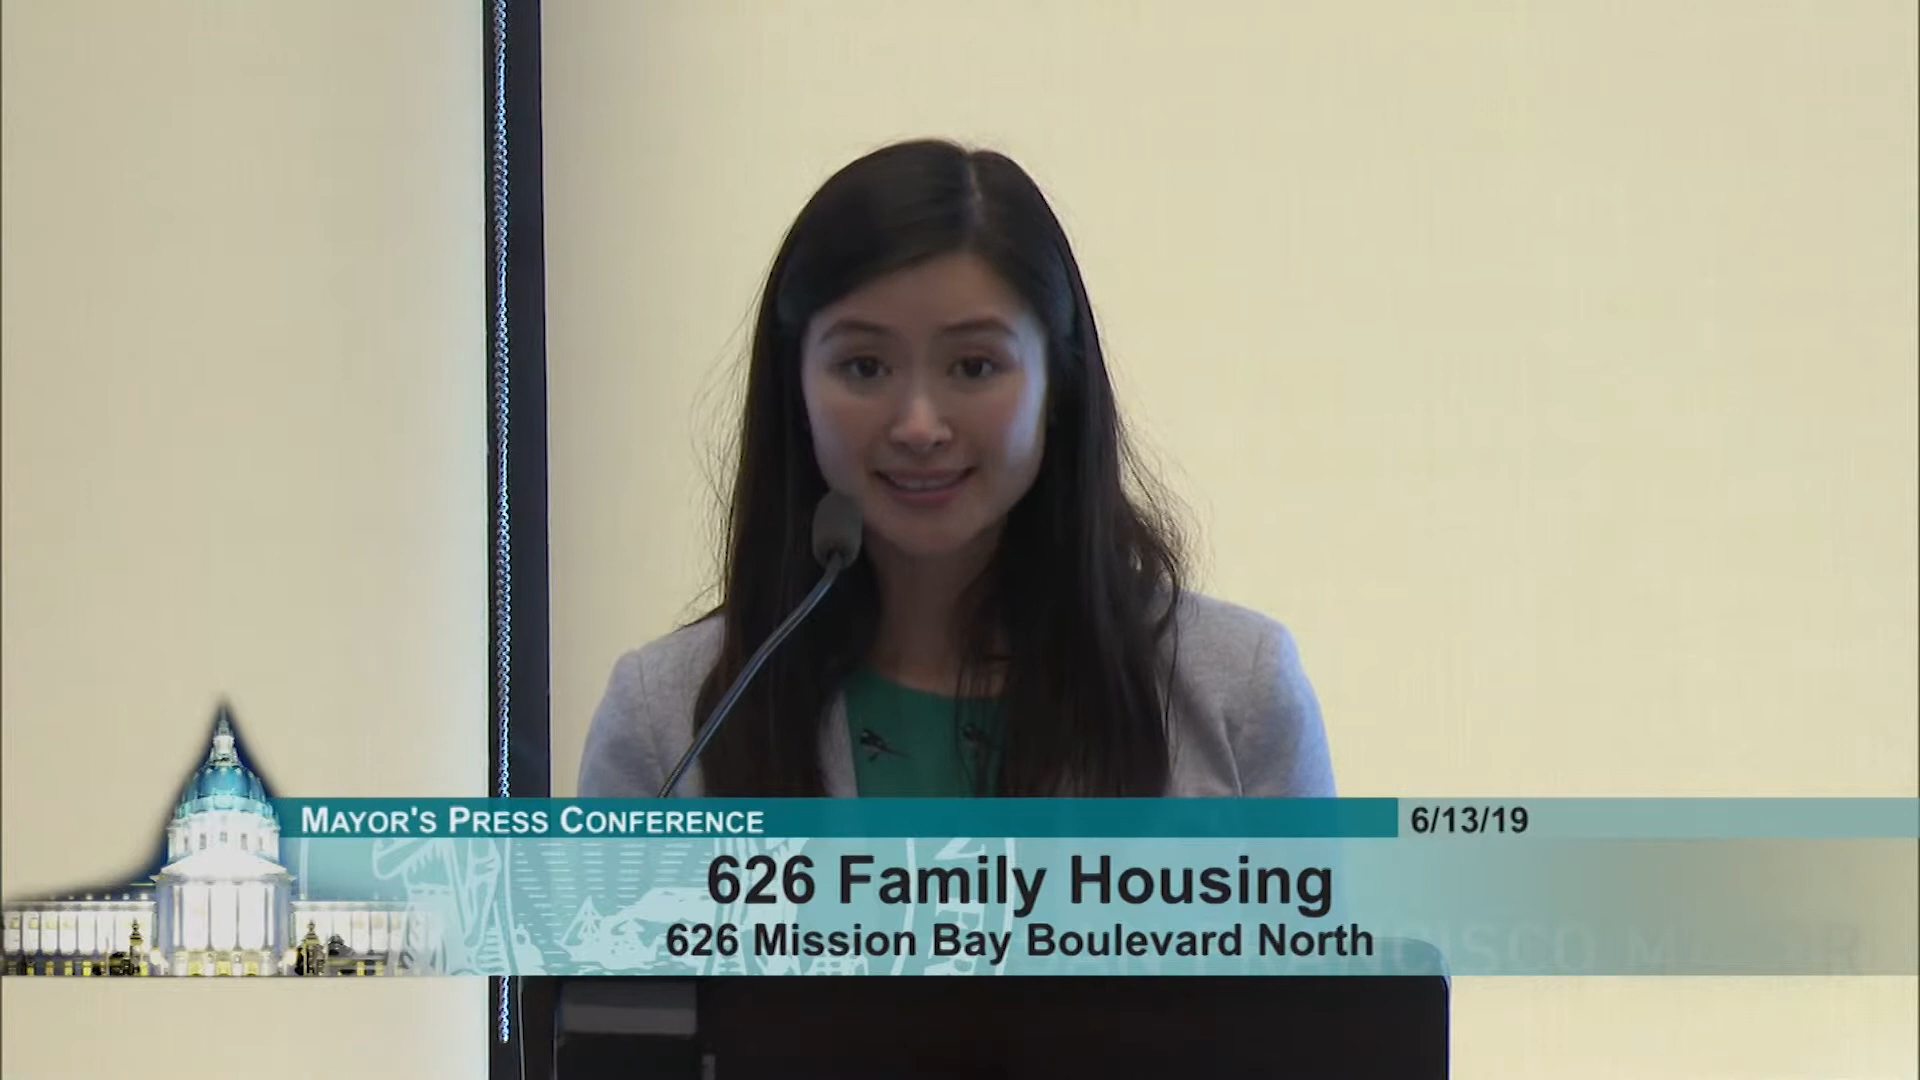 MAYOR'S PRESS CONFERENCE
6/13/19
626 Family Housing
626 Mission Bay Boulevard North